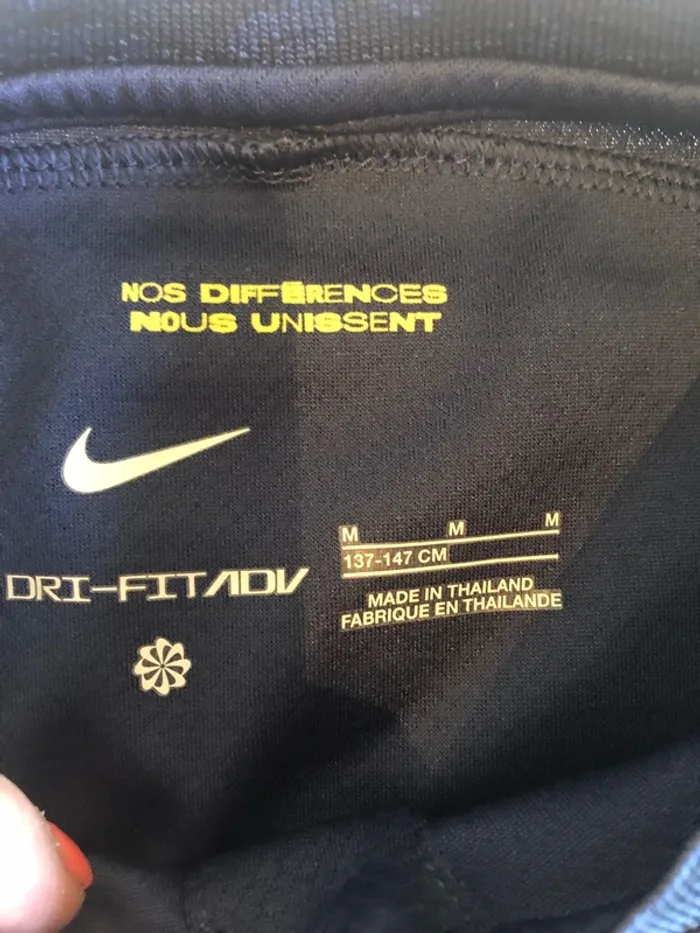 NOS DIFFÉRENCES
NOUS UNISSENT
DRI-FIT ADV
M M M
137-147 CM
MADE IN THAILAND
FABRIQUE EN THAILANDE